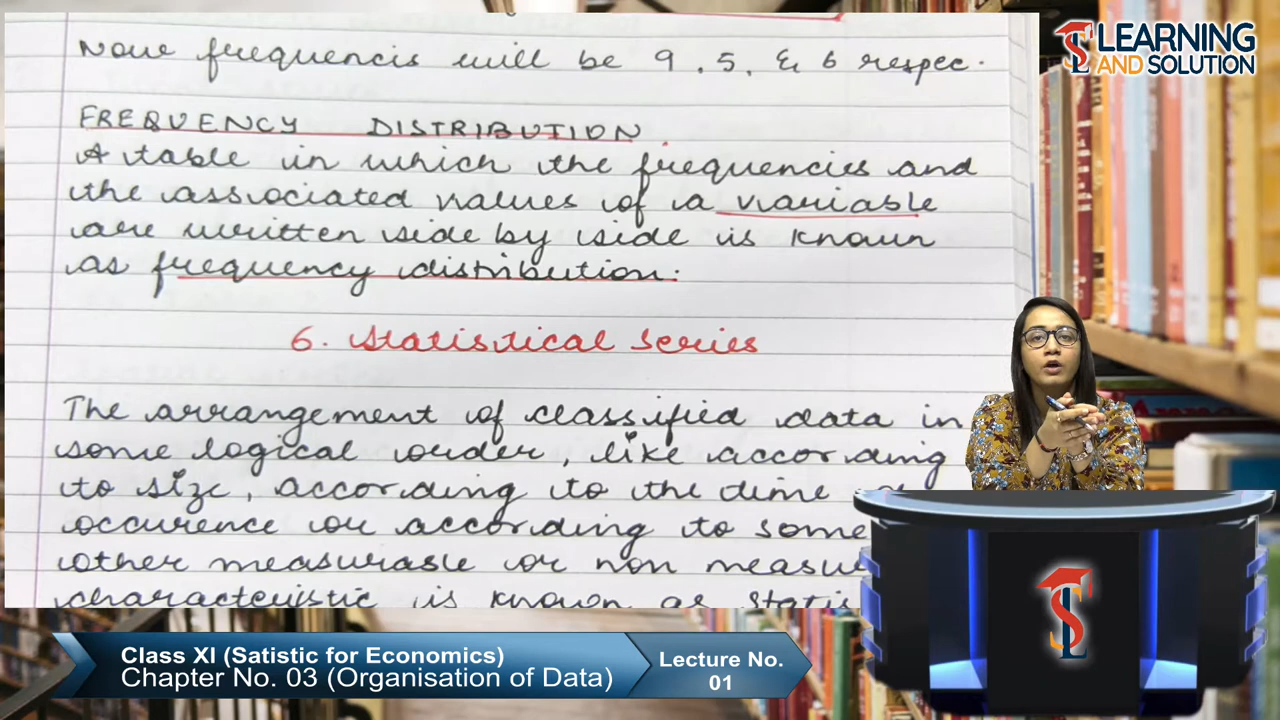 Now frequencis will be 9, 5, & 6 respec.
FREQUENCY DISTRIBUTION
A table in which the frequencies and
the associated values of a variable
are written side by side is known
as frequency distribution.
6. Statistical Series
The arrangement of classified data in
some logical order, like according
to size, according to the time
occurence or according to some
other measurable or non
characteristic is known as
LEARNING
AND SOLUTION
Class XI (Satistic for Economics)
Chapter No. 03 (Organisation of Data)
Lecture No.
01